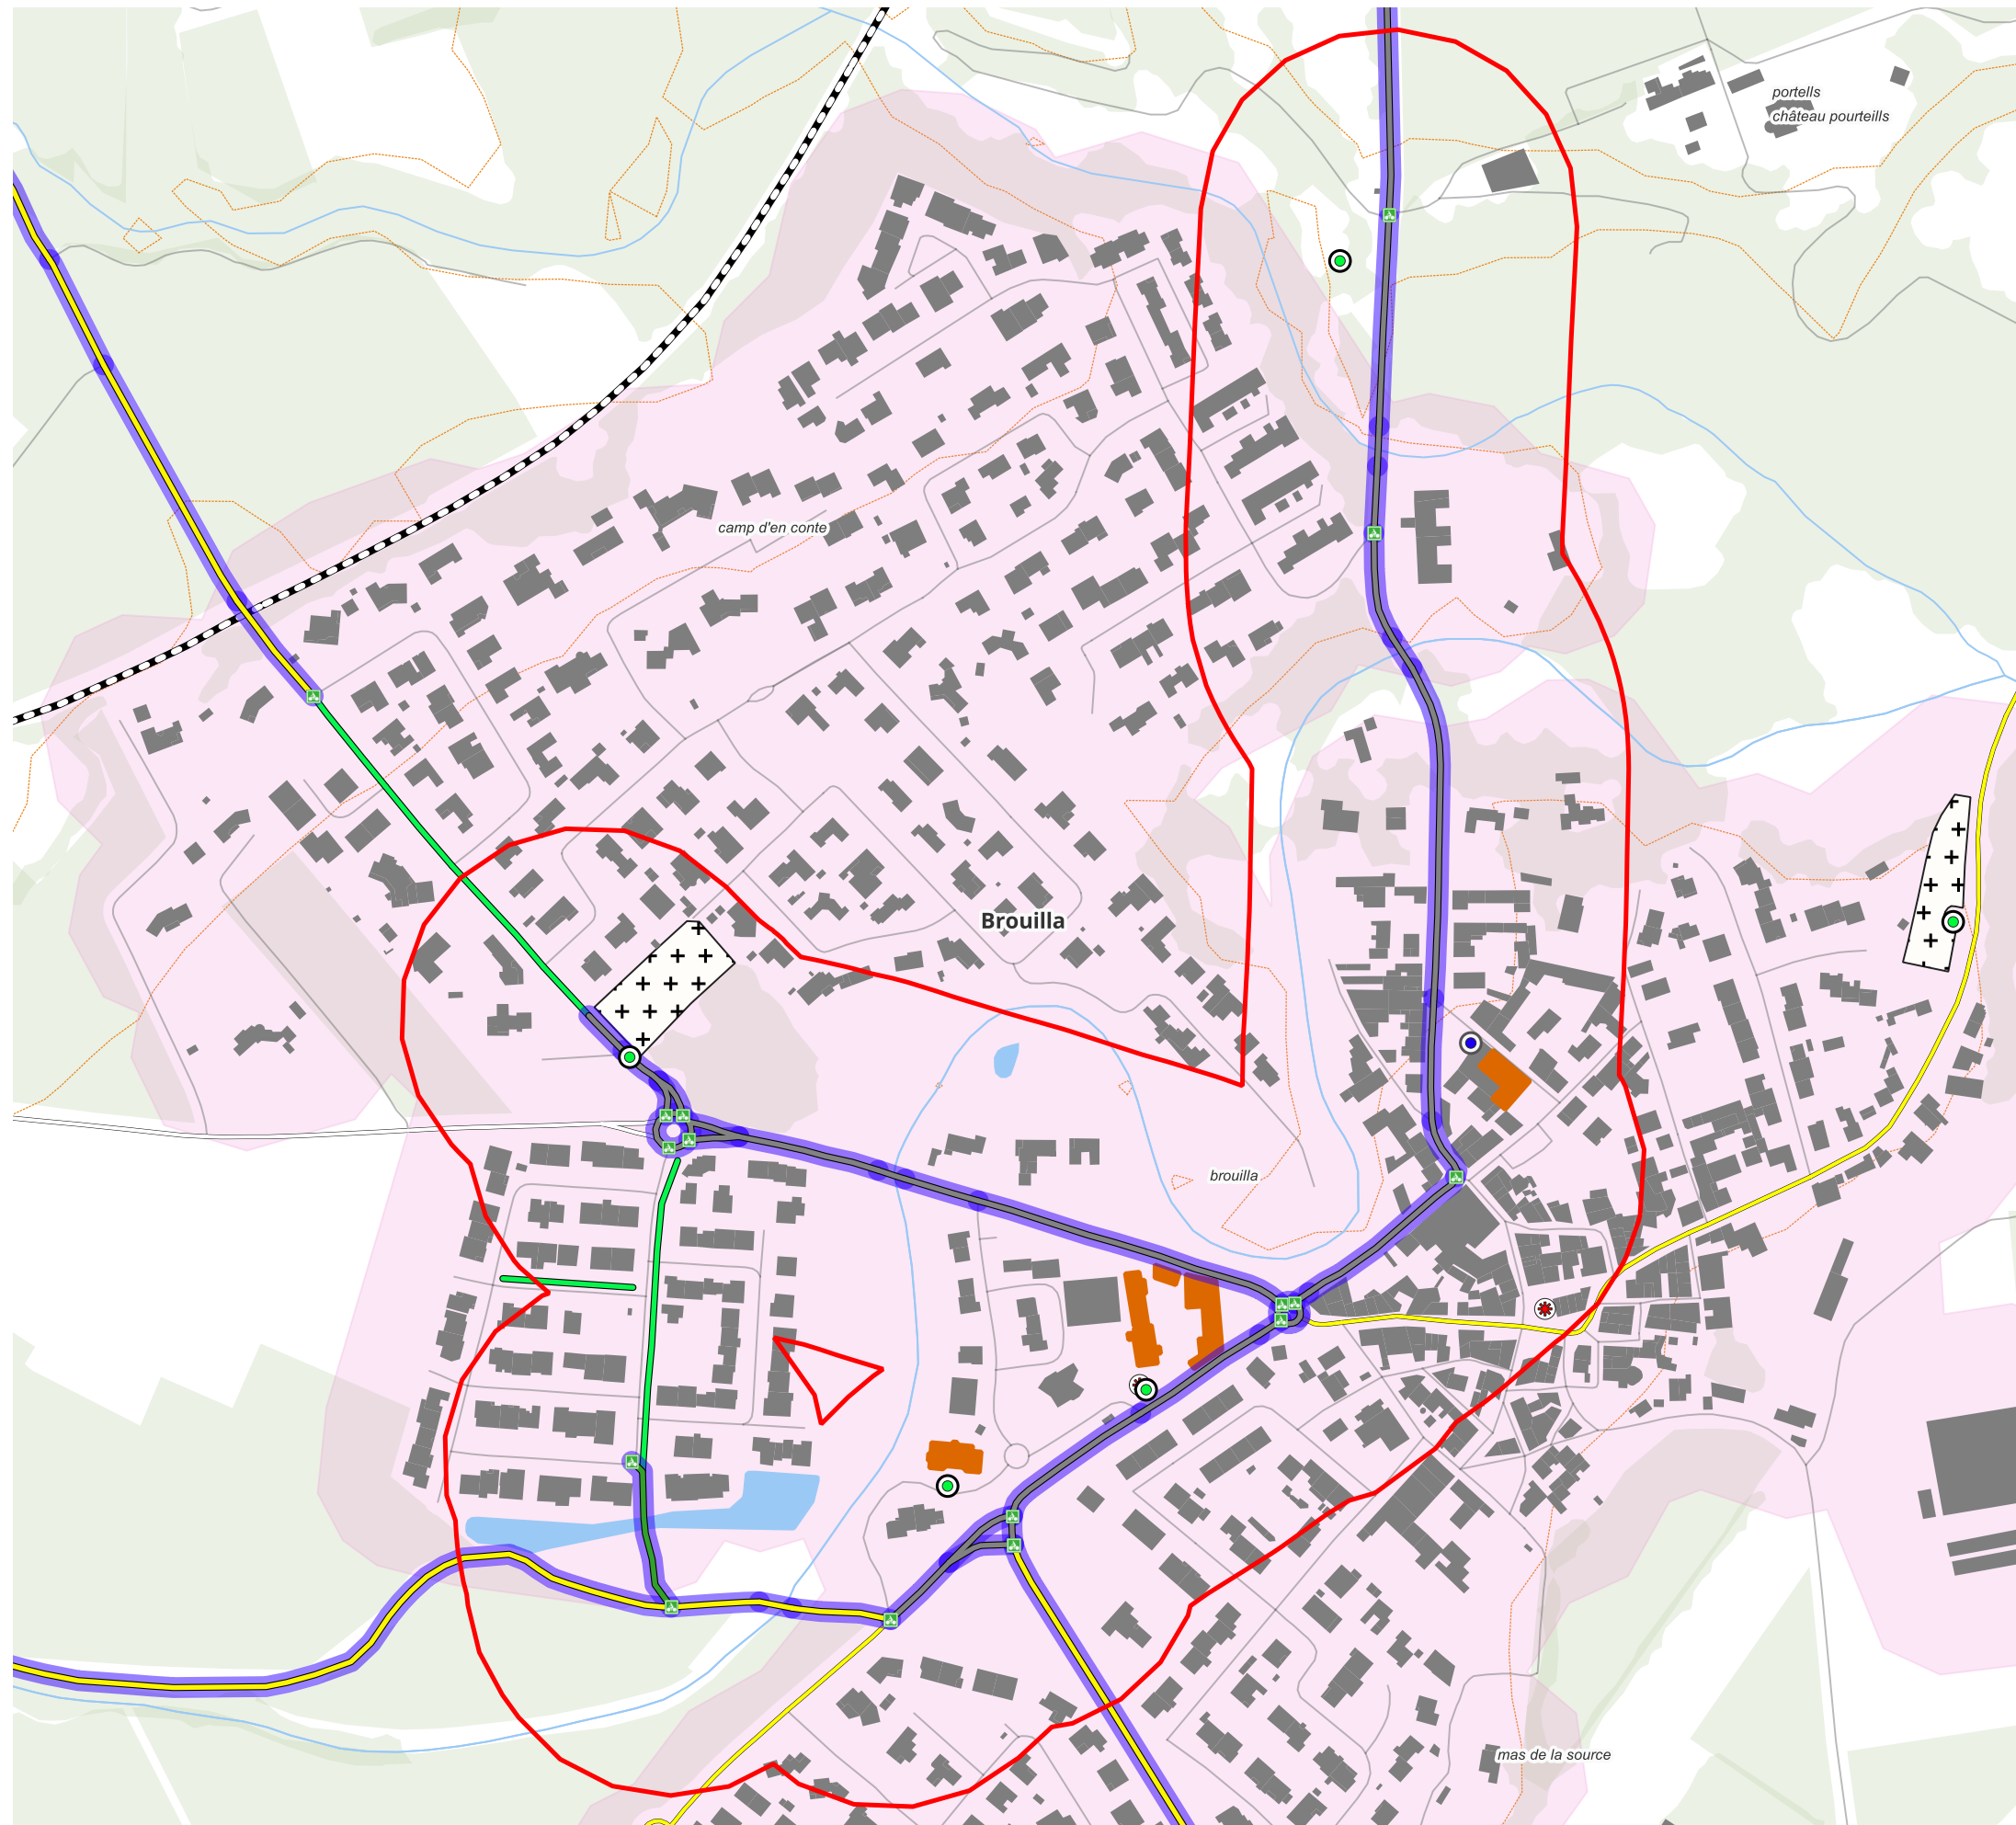 portells
château pourteills
camp d'en conte
Brouilla
brouilla
mas de la source